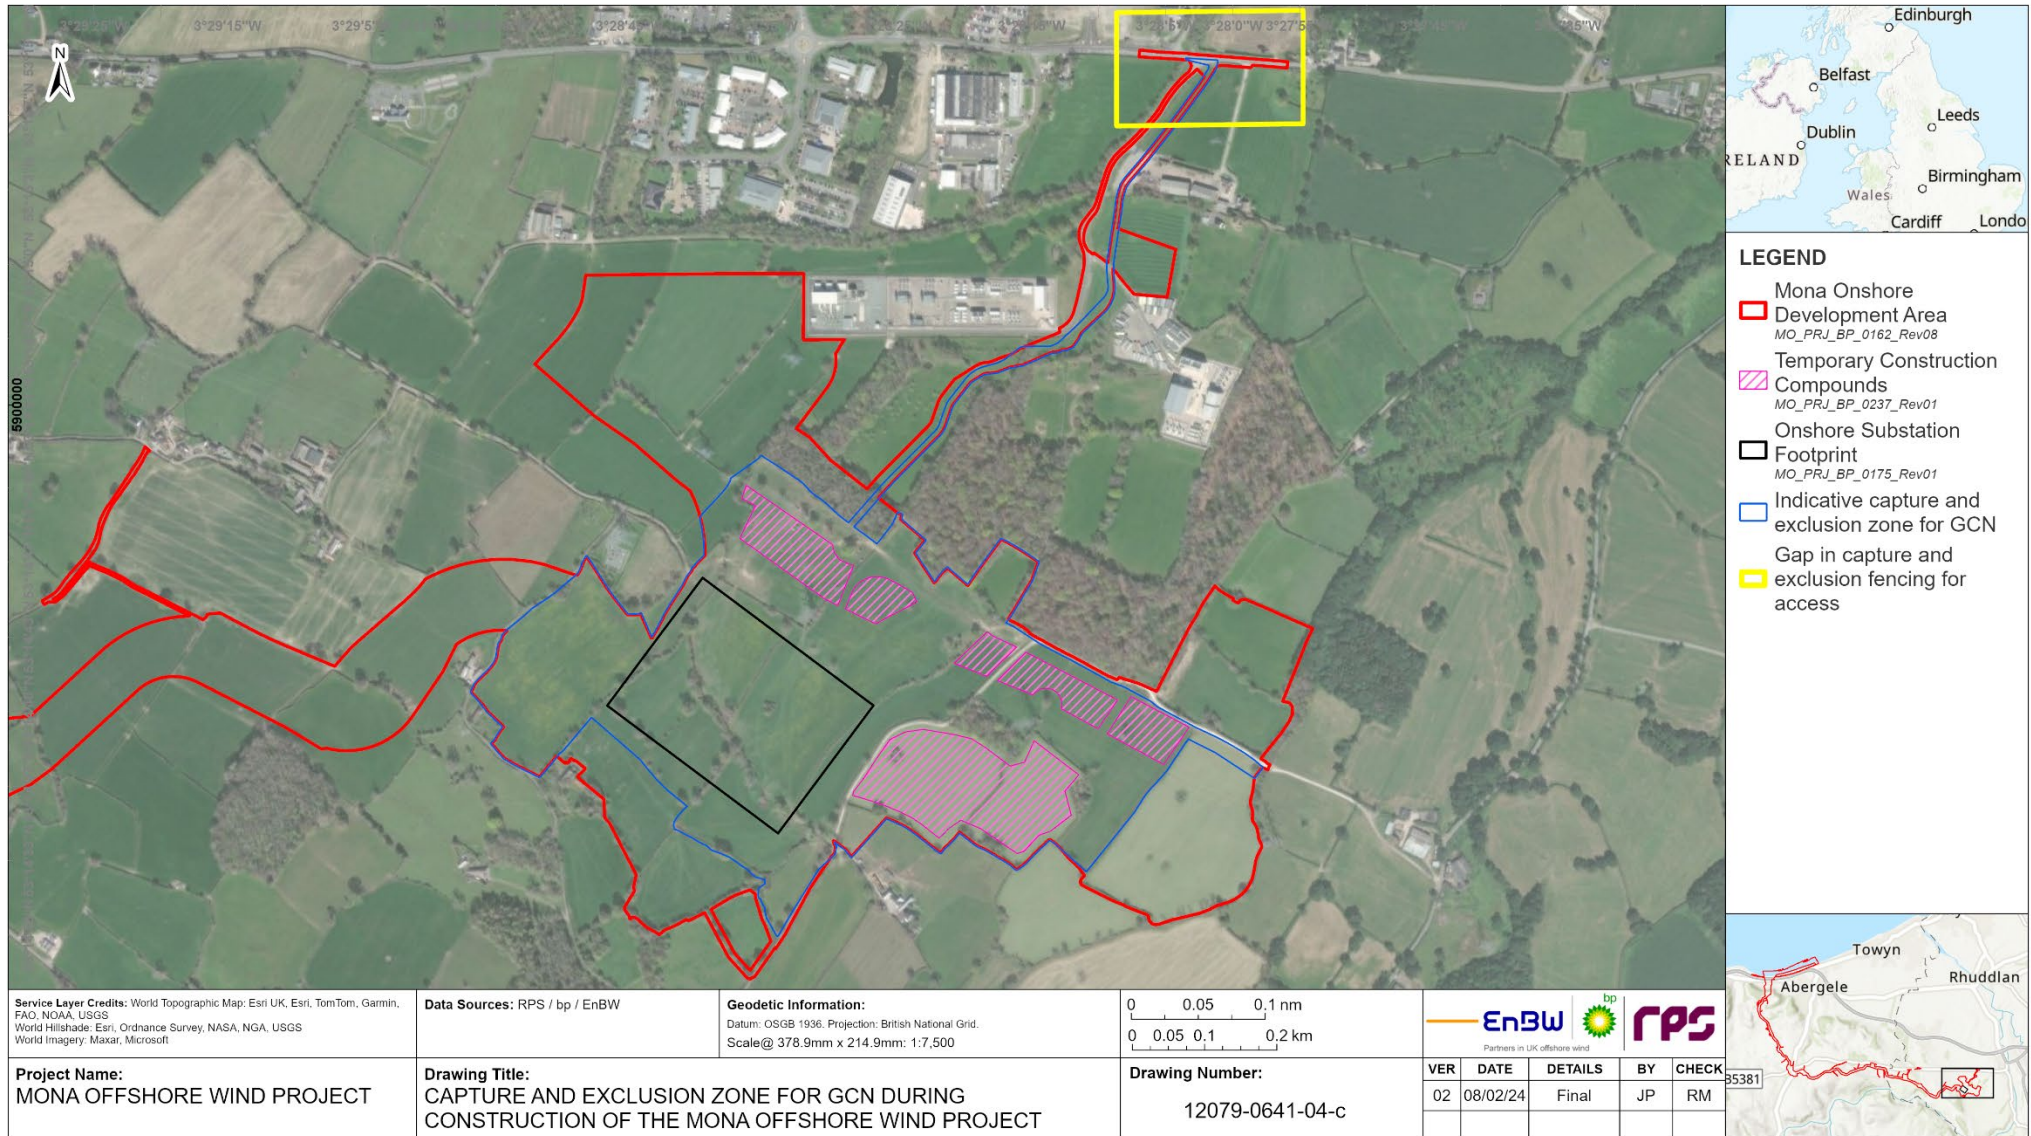 3°29'25"W
3°29'15"W
N
5900000
Edinburgh
Belfast
Leeds
Dublin
RELAND
Birmingham
Wales
Cardiff
Londo
LEGEND
Mona Onshore
Development Area
MO_PRJ_BP_0162_Rev08
Temporary Construction
Compounds
MO_PRJ_BP_0237_Rev01
Onshore Substation
Footprint
MO_PRJ_BP_0175_Rev01
Indicative capture and
exclusion zone for GCN
Gap in capture and
exclusion fencing for
access
Towyn
Abergele
Rhuddlan
35381
Service Layer Credits: World Topographic Map: Esri UK, Esri, TomTom, Garmin,
FAO, NOAA, USGS
World Hillshade: Esri, Ordnance Survey, NASA, NGA, USGS
World Imagery: Maxar, Microsoft
Data Sources: RPS / bp / EnBW
Geodetic Information:
Datum: OSGB 1936. Projection: British National Grid.
Scale@ 378.9mm x 214.9mm: 1:7,500
0 0.05 0.1 nm
0 0.05 0.1 0.2 km
EnBW bp rps
Partners in UK offshore wind
Project Name:
MONA OFFSHORE WIND PROJECT
Drawing Title:
CAPTURE AND EXCLUSION ZONE FOR GCN DURING
CONSTRUCTION OF THE MONA OFFSHORE WIND PROJECT
Drawing Number:
12079-0641-04-c
VER DATE DETAILS BY CHECK
02 08/02/24 Final JP RM